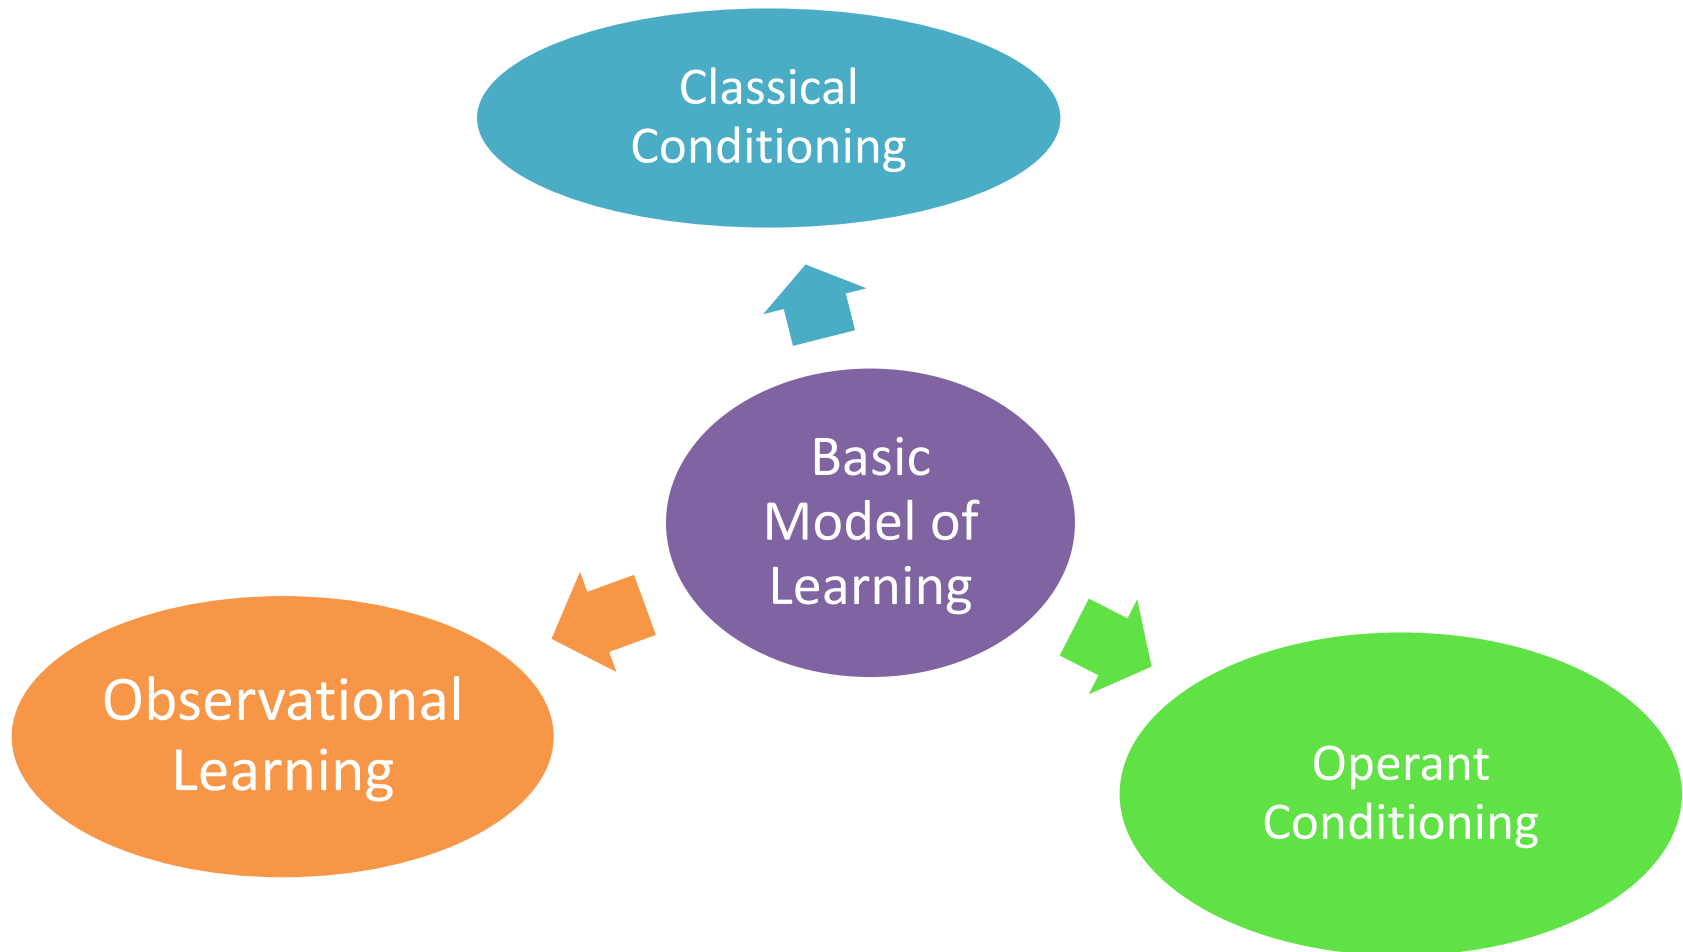 Classical
Conditioning
Basic
Model of
Learning
Observational
Learning
Operant
Conditioning